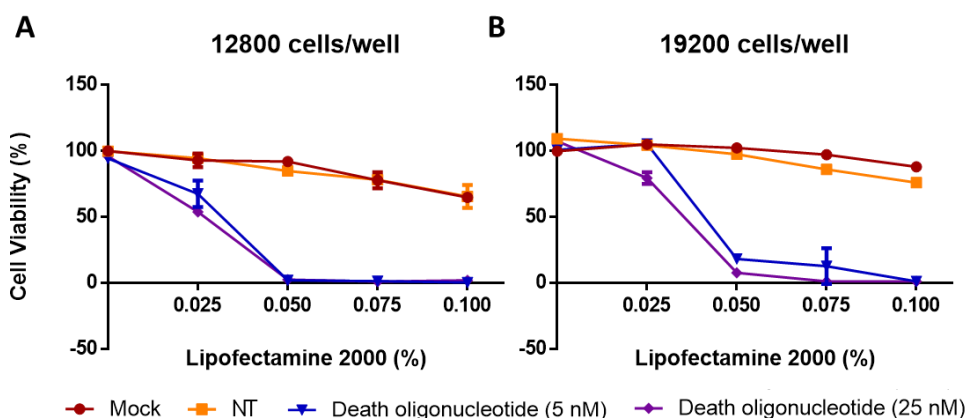 A
12800 cells/well
B
19200 cells/well
Cell Viability (% )
150
100
50
0
-50
0.025 0.050 0.075 0.100
Lipofectamine 2000 (%)
150
100
50
0
-50
0.025 0.050 0.075 0.100
Lipofectamine 2000 (%)
Mock NT Death oligonucleotide (5 nM) Death oligonucleotide (25 nM)